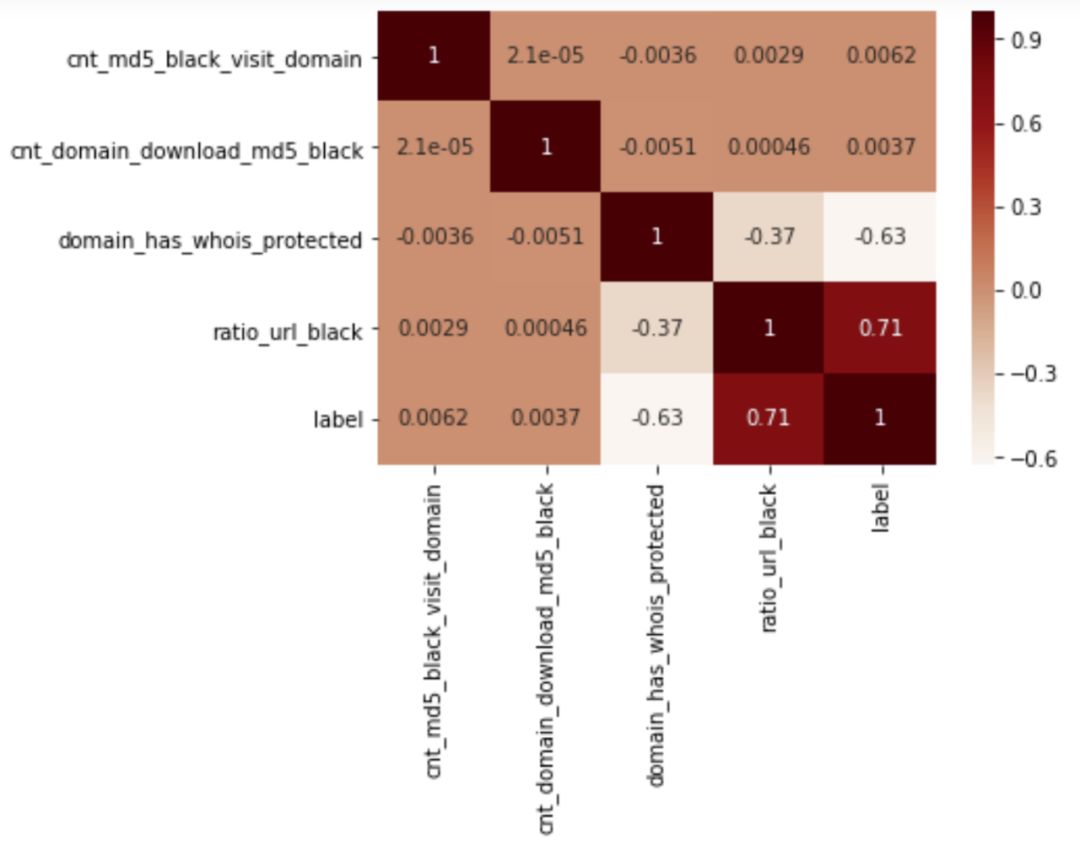 cnt_md5_black_visit_domain 1 2.1e-05 -0.0036 0.0029 0.0062
cnt_domain_download_md5_black 2.1e-05 1 -0.0051 0.00046 0.0037
domain_has_whois_protected -0.0036 -0.0051 1 -0.37 -0.63
ratio_url_black 0.0029 0.00046 -0.37 1 0.71
label 0.0062 0.0037 -0.63 0.71 1
cnt_md5_black_visit_domain
cnt_domain_download_md5_black
domain_has_whois_protected
ratio_url_black
label
0.9
0.6
0.3
0.0
−0.3
−0.6